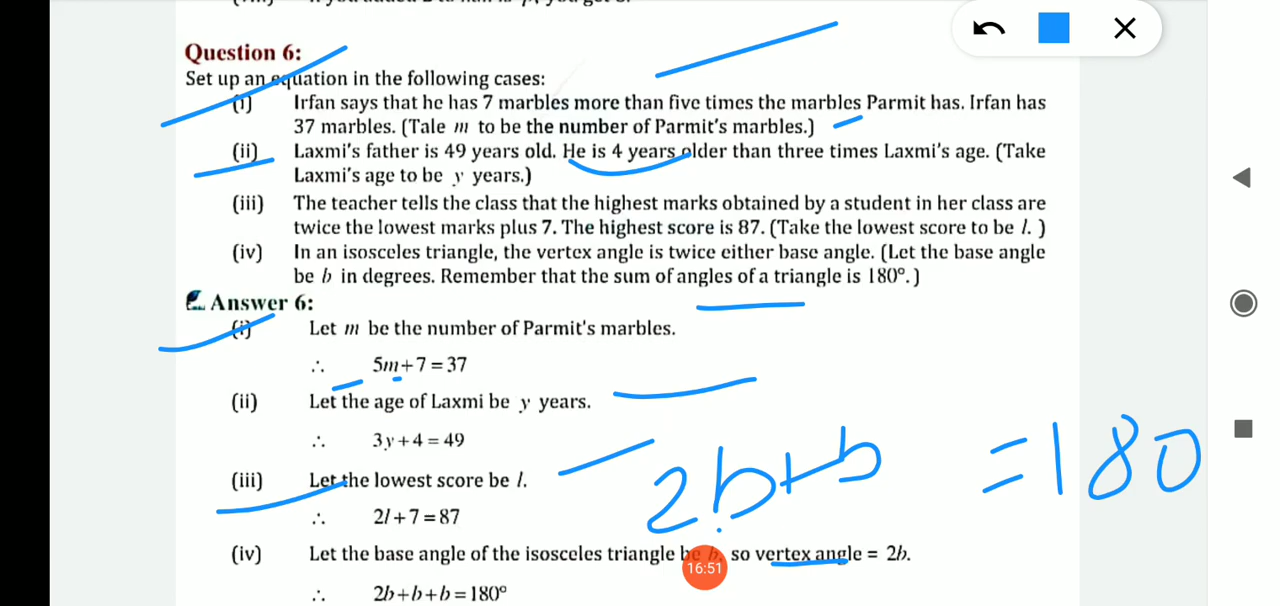 Question 6:
Set up an equation in the following cases:
(i) Irfan says that he has 7 marbles more than five times the marbles Parmit has. Irfan has
37 marbles. (Tale m to be the number of Parmit's marbles.)
(ii) Laxmi's father is 49 years old. He is 4 years older than three times Laxmi's age. (Take
Laxmi's age to be y years.)
(iii) The teacher tells the class that the highest marks obtained by a student in her class are
twice the lowest marks plus 7. The highest score is 87. (Take the lowest score to be l. )
(iv) In an isosceles triangle, the vertex angle is twice either base angle. (Let the base angle
be b in degrees. Remember that the sum of angles of a triangle is 180°.)
Answer 6:
(i) Let m be the number of Parmit's marbles.
∴ 5m+7=37
(ii) Let the age of Laxmi be y years.
∴ 3y+4=49
2b+b =180
(iii) Let the lowest score be l.
∴ 2l+7=87
(iv) Let the base angle of the isosceles triangle be b, so vertex angle = 2b.
16:51
∴ 2b+b+b=180°